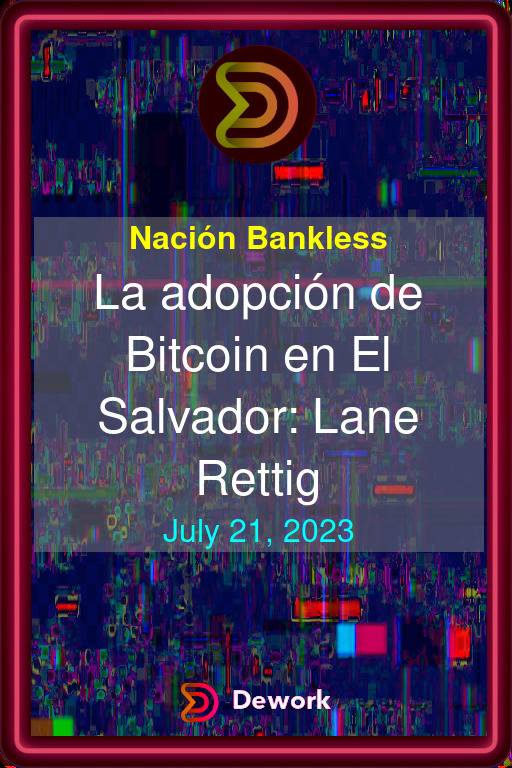 Nación Bankless
La adopción de
Bitcoin en El
Salvador: Lane
Rettig
July 21, 2023
Dework